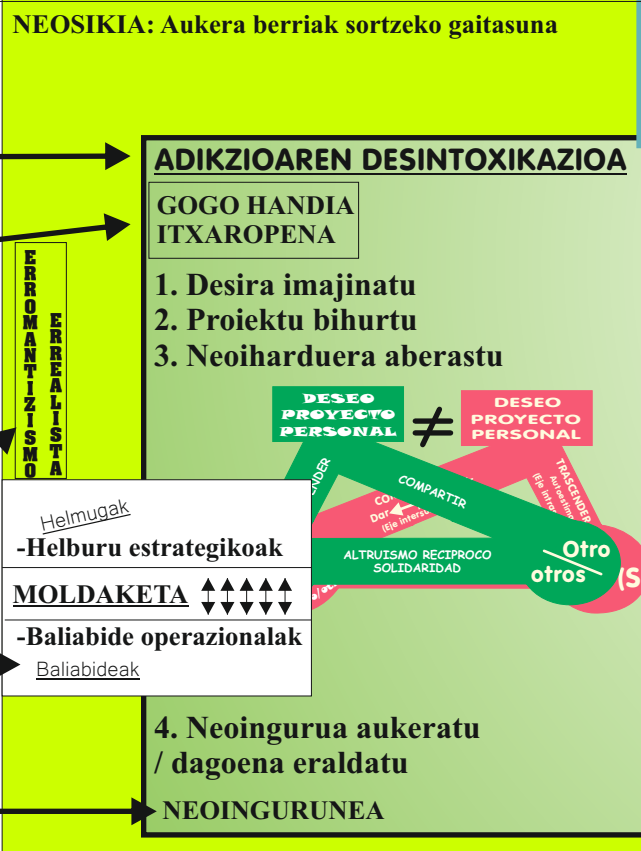 NEOSIKIA: Aukera berriak sortzeko gaitasuna
ADIKZIOAREN DESINTOXIKAZIOA
GOGO HANDIA
ITXAROPENA
ERROMANTIZISMO
ERREALISTA
1. Desira imajinatu
2. Proiektu bihurtu
3. Neoiharduera aberastu
DESEO
PROYECTO
PERSONAL
≠
DESEO
PROYECTO
PERSONAL
COMPARTIR
Dar
TRASCENDER
ALTRUISMO RECIPROCO
SOLIDARIDAD
Otro
otros
(S
Helmugak
-Helburu estrategikoak
MOLDAKETA
-Baliabide operazionalak
Baliabideak
4. Neoingurua aukeratu
/ dagoena eraldatu
NEOINGURUNEA